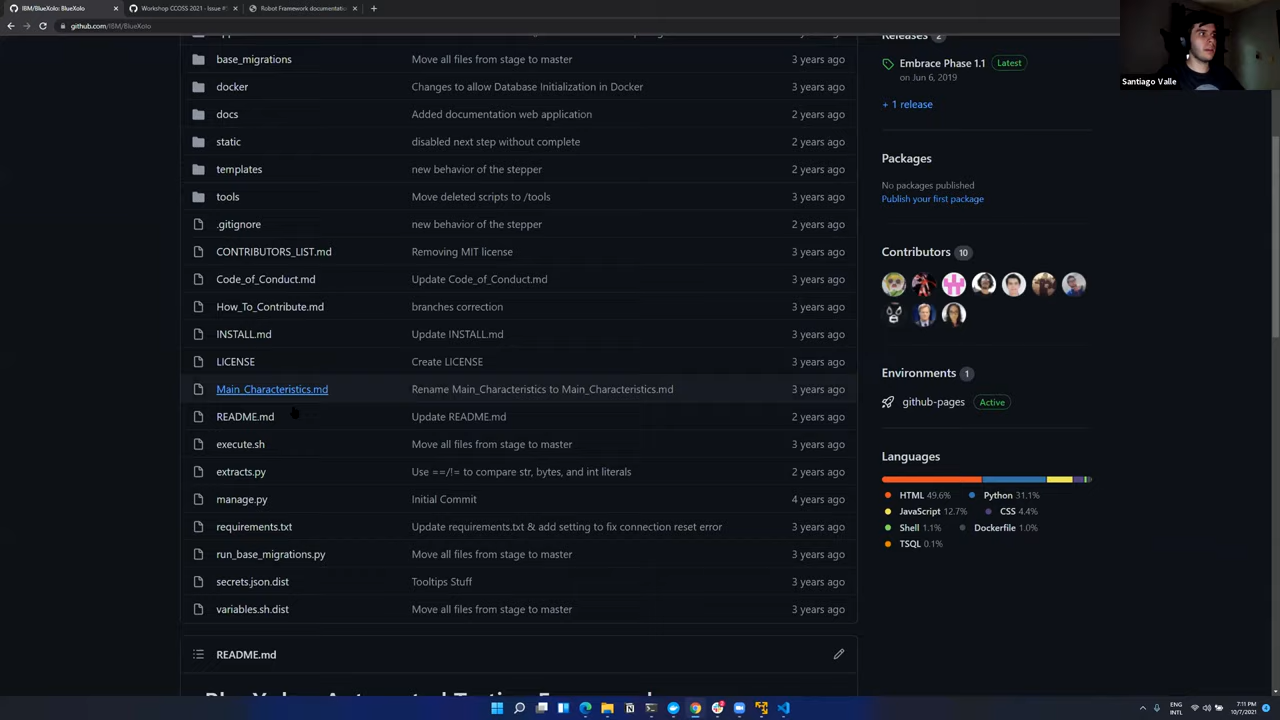 IBM/BlueXolo:
Workshop CCOSS 2021 - Issue #
Robot Framework documentatio
github.com/IBM/BlueXolo
Santiago Valle
base_migrations Move all files from stage to master 3 years ago
docker Changes to allow Database Initialization in Docker 3 years ago
docs Added documentation web application 2 years ago
static disabled next step without complete 2 years ago
templates new behavior of the stepper 2 years ago
tools Move deleted scripts to /tools 3 years ago
.gitignore new behavior of the stepper 2 years ago
CONTRIBUTORS_LIST.md Removing MIT license 3 years ago
Code_of_Conduct.md Update Code_of_Conduct.md 3 years ago
How_To_Contribute.md branches correction 3 years ago
INSTALL.md Update INSTALL.md 3 years ago
LICENSE Create LICENSE 3 years ago
Main_Characteristics.md Rename Main_Characteristics to Main_Characteristics.md 3 years ago
README.md Update README.md 2 years ago
execute.sh Move all files from stage to master 3 years ago
extracts.py Use ==/!= to compare str, bytes, and int literals 2 years ago
manage.py Initial Commit 4 years ago
requirements.txt Update requirements.txt & add setting to fix connection reset error 3 years ago
run_base_migrations.py Move all files from stage to master 3 years ago
secrets.json.dist Tooltips Stuff 3 years ago
variables.sh.dist Move all files from stage to master 3 years ago
README.md
Releases 2
Embrace Phase 1.1 Latest
on Jun 6, 2019
+ 1 release
Packages
No packages published
Publish your first package
Contributors 10
Environments 1
github-pages Active
Languages
HTML 49.6% Python 31.1%
JavaScript 12.7% CSS 4.4%
Shell 1.1% Dockerfile 1.0%
TSQL 0.1%
ENG
INTL
7:11 PM
10/7/2021